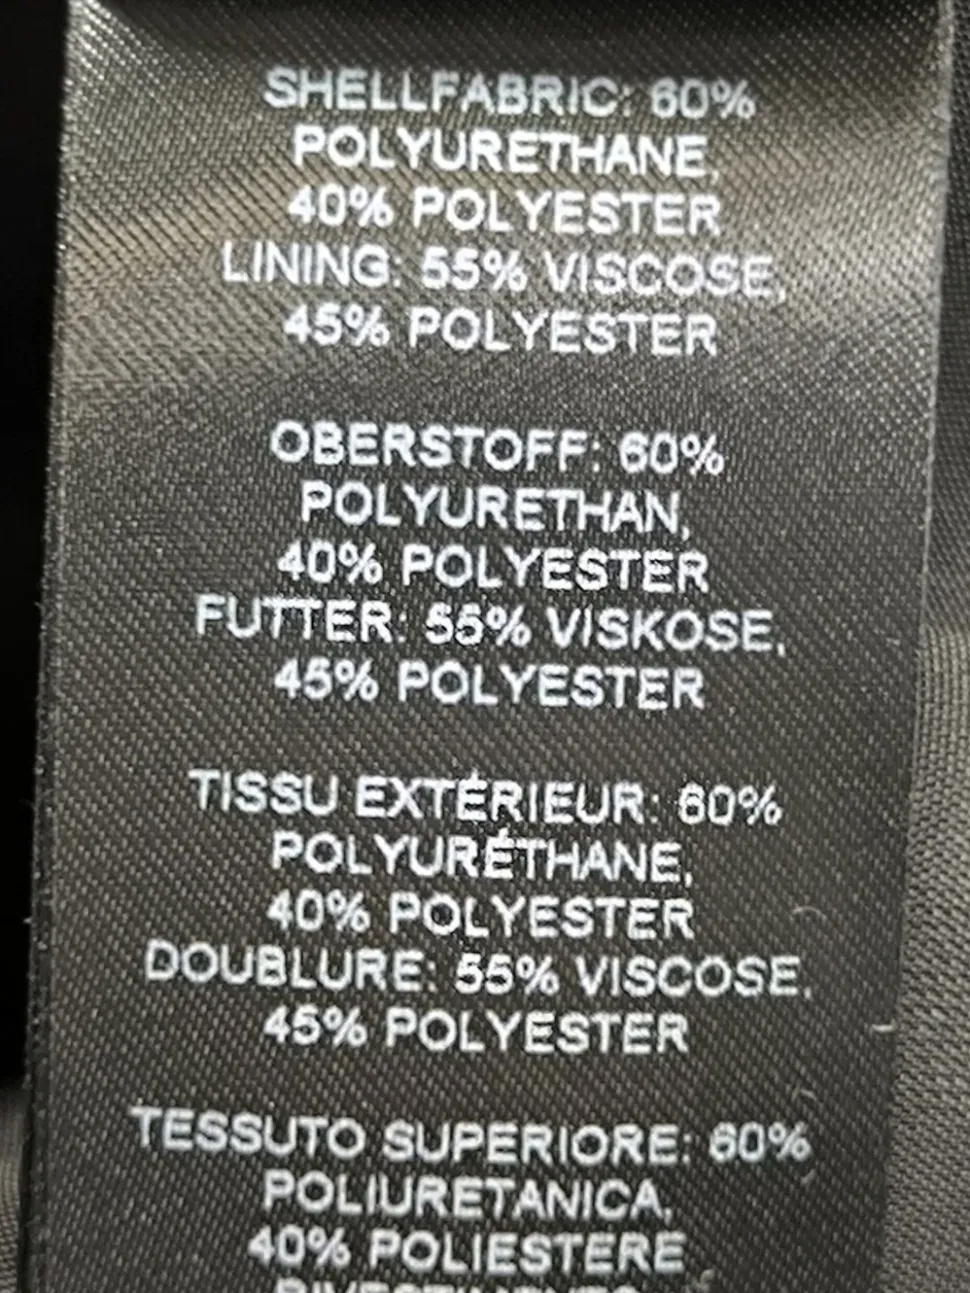 SHELLFABRIC: 60%
POLYURETHANE,
40% POLYESTER
LINING: 55% VISCOSE,
45% POLYESTER
OBERSTOFF: 60%
POLYURETHAN,
40% POLYESTER
FUTTER: 55% VISKOSE,
45% POLYESTER
TISSU EXTÉRIEUR: 60%
POLYURÉTHANE,
40% POLYESTER
DOUBLURE: 55% VISCOSE,
45% POLYESTER
TESSUTO SUPERIORE: 60%
POLIURETANICA,
40% POLIESTERE